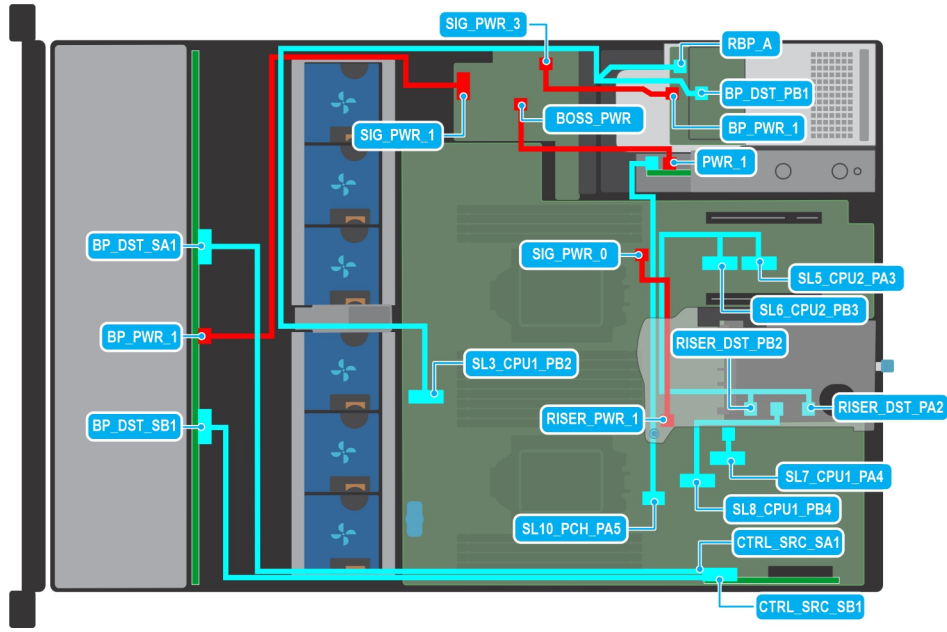 SIG_PWR_3
RBP_A
BP_DST_PB1
SIG_PWR_1
BOSS_PWR
BP_PWR_1
PWR_1
BP_DST_SA1
SIG_PWR_0
SL5_CPU2_PA3
SL6_CPU2_PB3
BP_PWR_1
RISER_DST_PB2
SL3_CPU1_PB2
BP_DST_SB1
RISER_PWR_1
RISER_DST_PA2
SL7_CPU1_PA4
SL8_CPU1_PB4
SL10_PCH_PA5
CTRL_SRC_SA1
CTRL_SRC_SB1